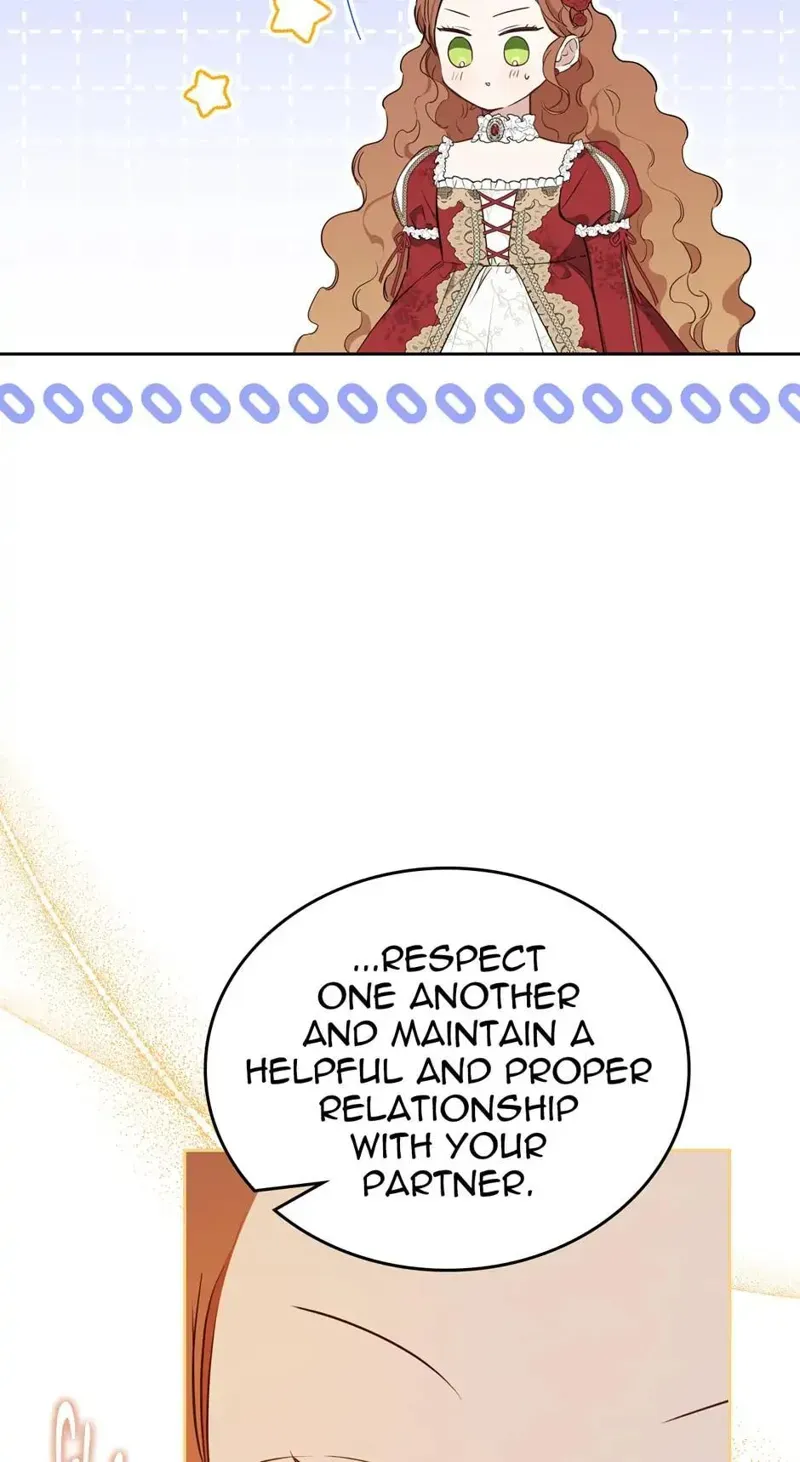 ...RESPECT
ONE ANOTHER
AND MAINTAIN A
HELPFUL AND PROPER
RELATIONSHIP
WITH YOUR
PARTNER.